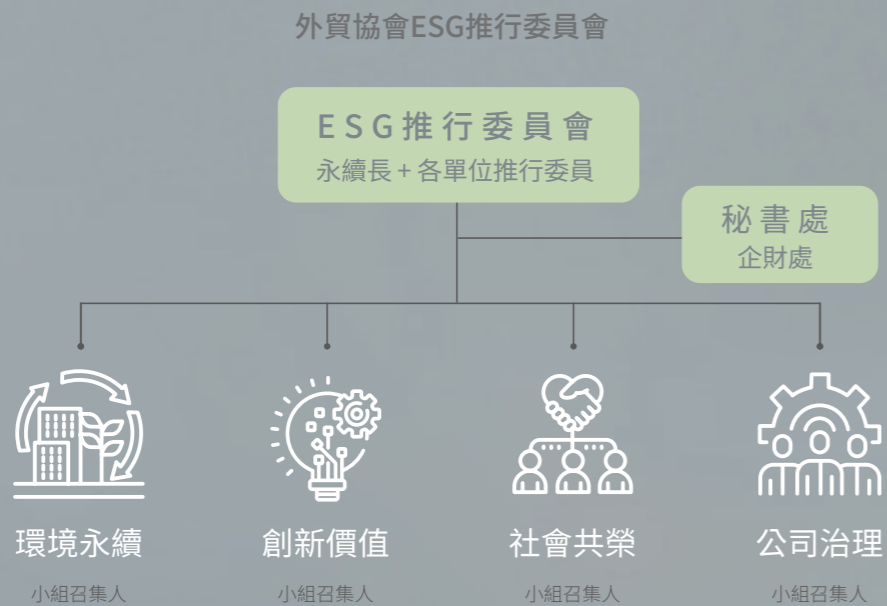 外貿協會ESG推行委員會
ESG推行委員會
永續長 + 各單位推行委員
秘書處
企財處
環境永續
創新價值
社會共榮
公司治理
小組召集人
小組召集人
小組召集人
小組召集人